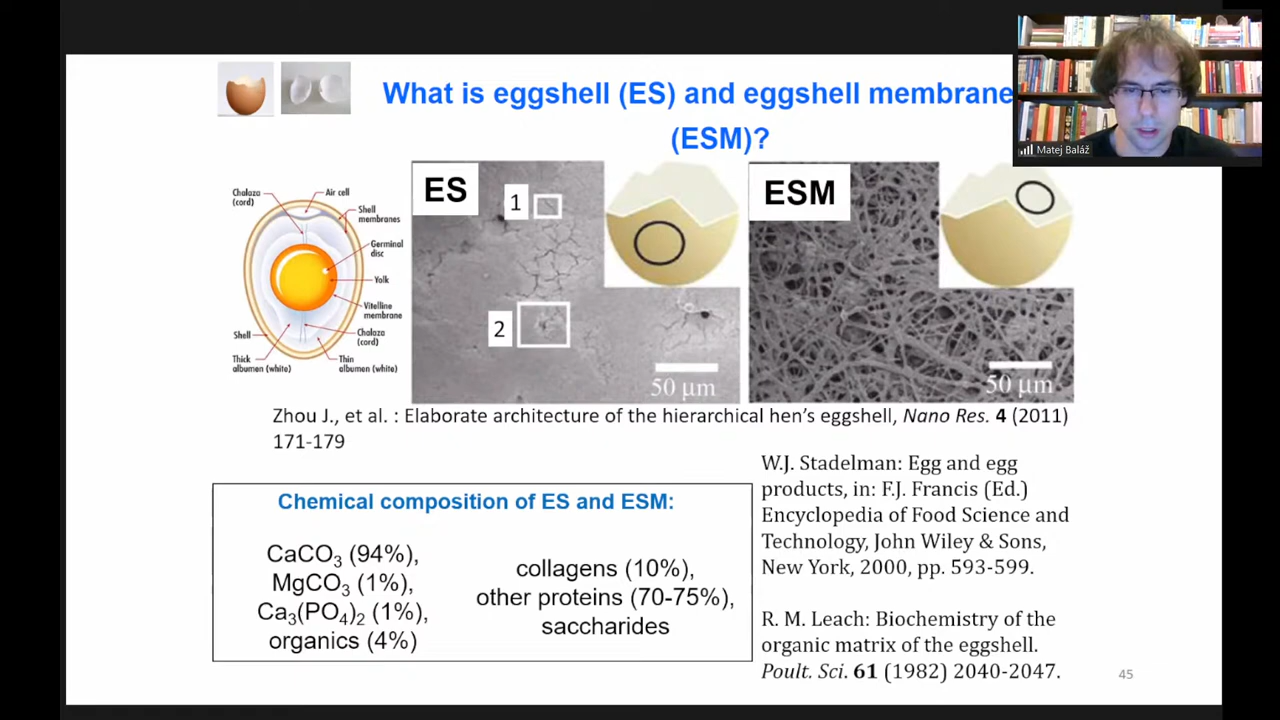 What is eggshell (ES) and eggshell membrane
(ESM)?
Matej Baláž
Chalaza
(cord)
Air cell
Shell
membranes
Germinal
disc
Yolk
Vitelline
membrane
Chalaza
(cord)
Shell
Thick
albumen (white)
Thin
albumen (white)
ES
1
2
50 μm
ESM
50 μm
Zhou J., et al. : Elaborate architecture of the hierarchical hen’s eggshell, Nano Res. 4 (2011)
171-179
Chemical composition of ES and ESM:
CaCO₃ (94%),
MgCO₃ (1%),
Ca₃(PO₄)₂ (1%),
organics (4%)
collagens (10%),
other proteins (70-75%),
saccharides
W.J. Stadelman: Egg and egg
products, in: F.J. Francis (Ed.)
Encyclopedia of Food Science and
Technology, John Wiley & Sons,
New York, 2000, pp. 593-599.
R. M. Leach: Biochemistry of the
organic matrix of the eggshell.
Poult. Sci. 61 (1982) 2040-2047.
45